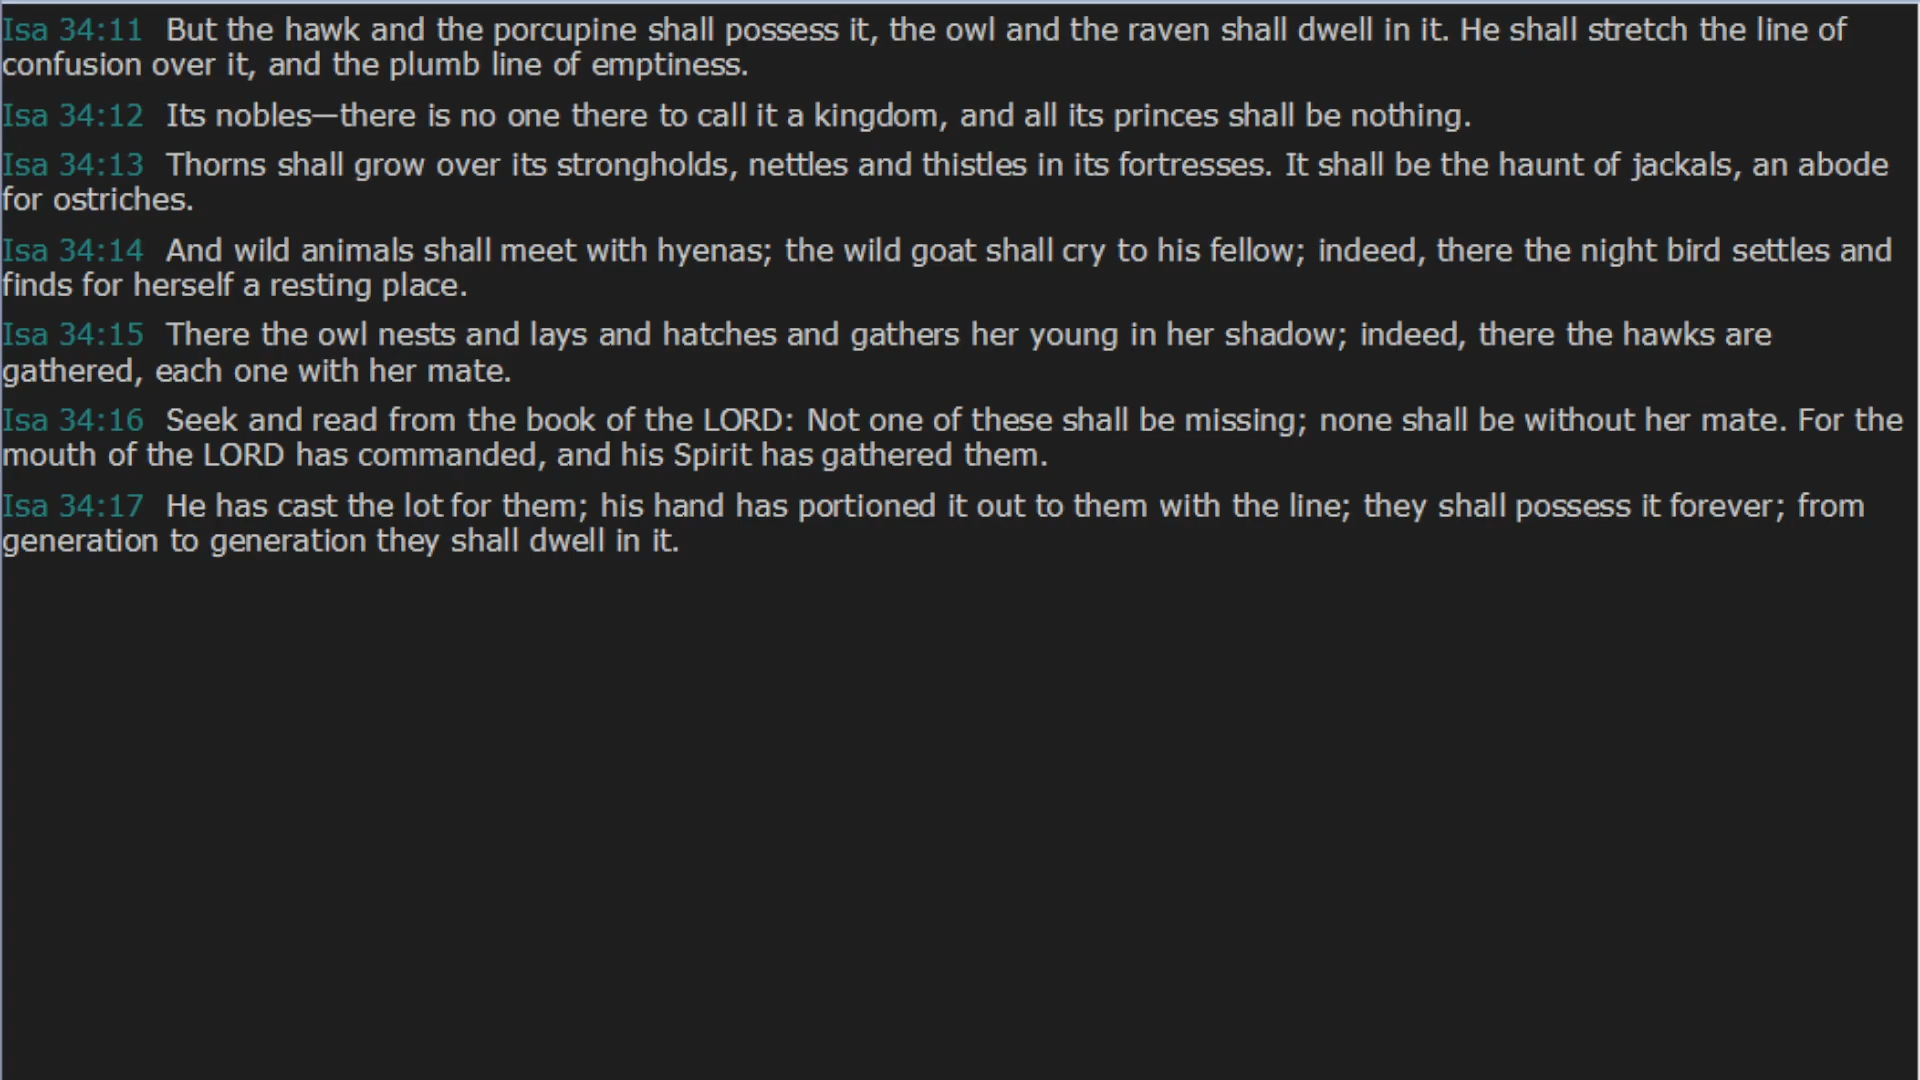 Isa 34:11 But the hawk and the porcupine shall possess it, the owl and the raven shall dwell in it. He shall stretch the line of
confusion over it, and the plumb line of emptiness.
Isa 34:12 Its nobles—there is no one there to call it a kingdom, and all its princes shall be nothing.
Isa 34:13 Thorns shall grow over its strongholds, nettles and thistles in its fortresses. It shall be the haunt of jackals, an abode
for ostriches.
Isa 34:14 And wild animals shall meet with hyenas; the wild goat shall cry to his fellow; indeed, there the night bird settles and
finds for herself a resting place.
Isa 34:15 There the owl nests and lays and hatches and gathers her young in her shadow; indeed, there the hawks are
gathered, each one with her mate.
Isa 34:16 Seek and read from the book of the LORD: Not one of these shall be missing; none shall be without her mate. For the
mouth of the LORD has commanded, and his Spirit has gathered them.
Isa 34:17 He has cast the lot for them; his hand has portioned it out to them with the line; they shall possess it forever; from
generation to generation they shall dwell in it.